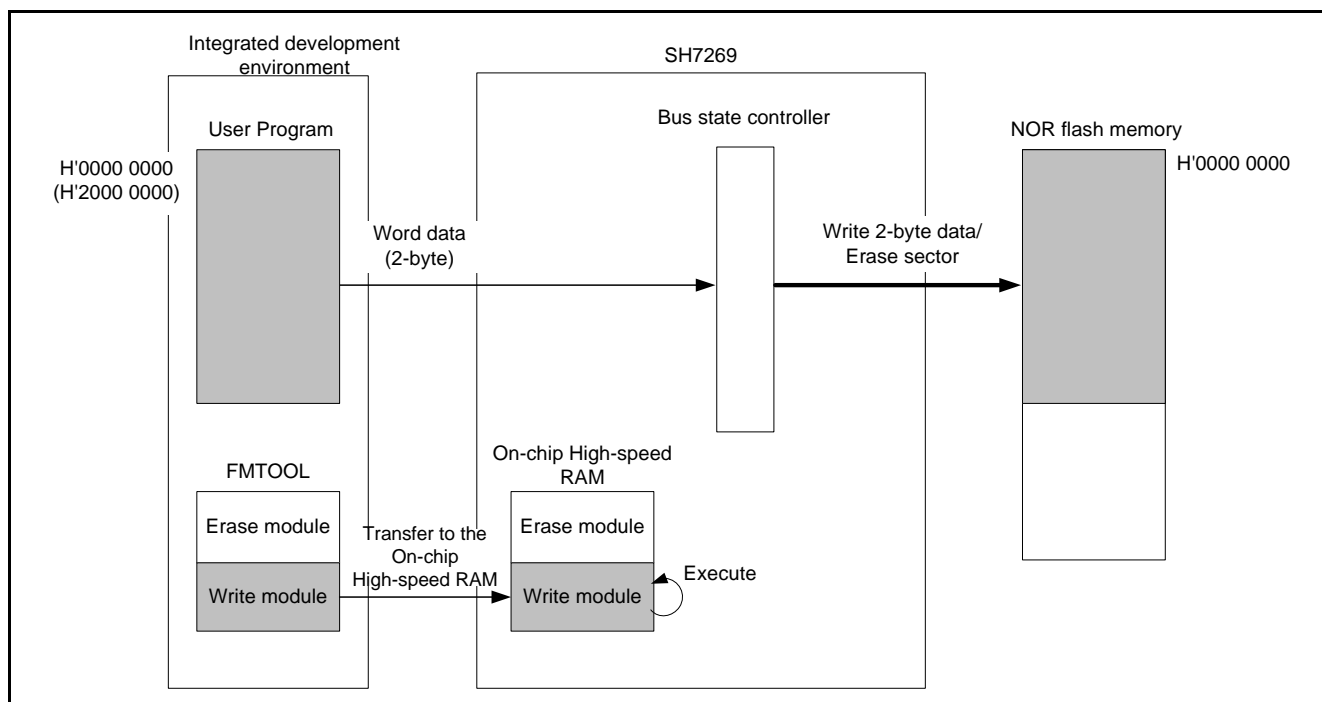 Integrated development
environment
SH7269
User Program
H'0000 0000
(H'2000 0000)
Bus state controller
NOR flash memory
H'0000 0000
Word data
(2-byte)
Write 2-byte data/
Erase sector
FMTOOL
Erase module
Write module
Transfer to the
On-chip
High-speed RAM
On-chip High-speed
RAM
Erase module
Write module
Execute